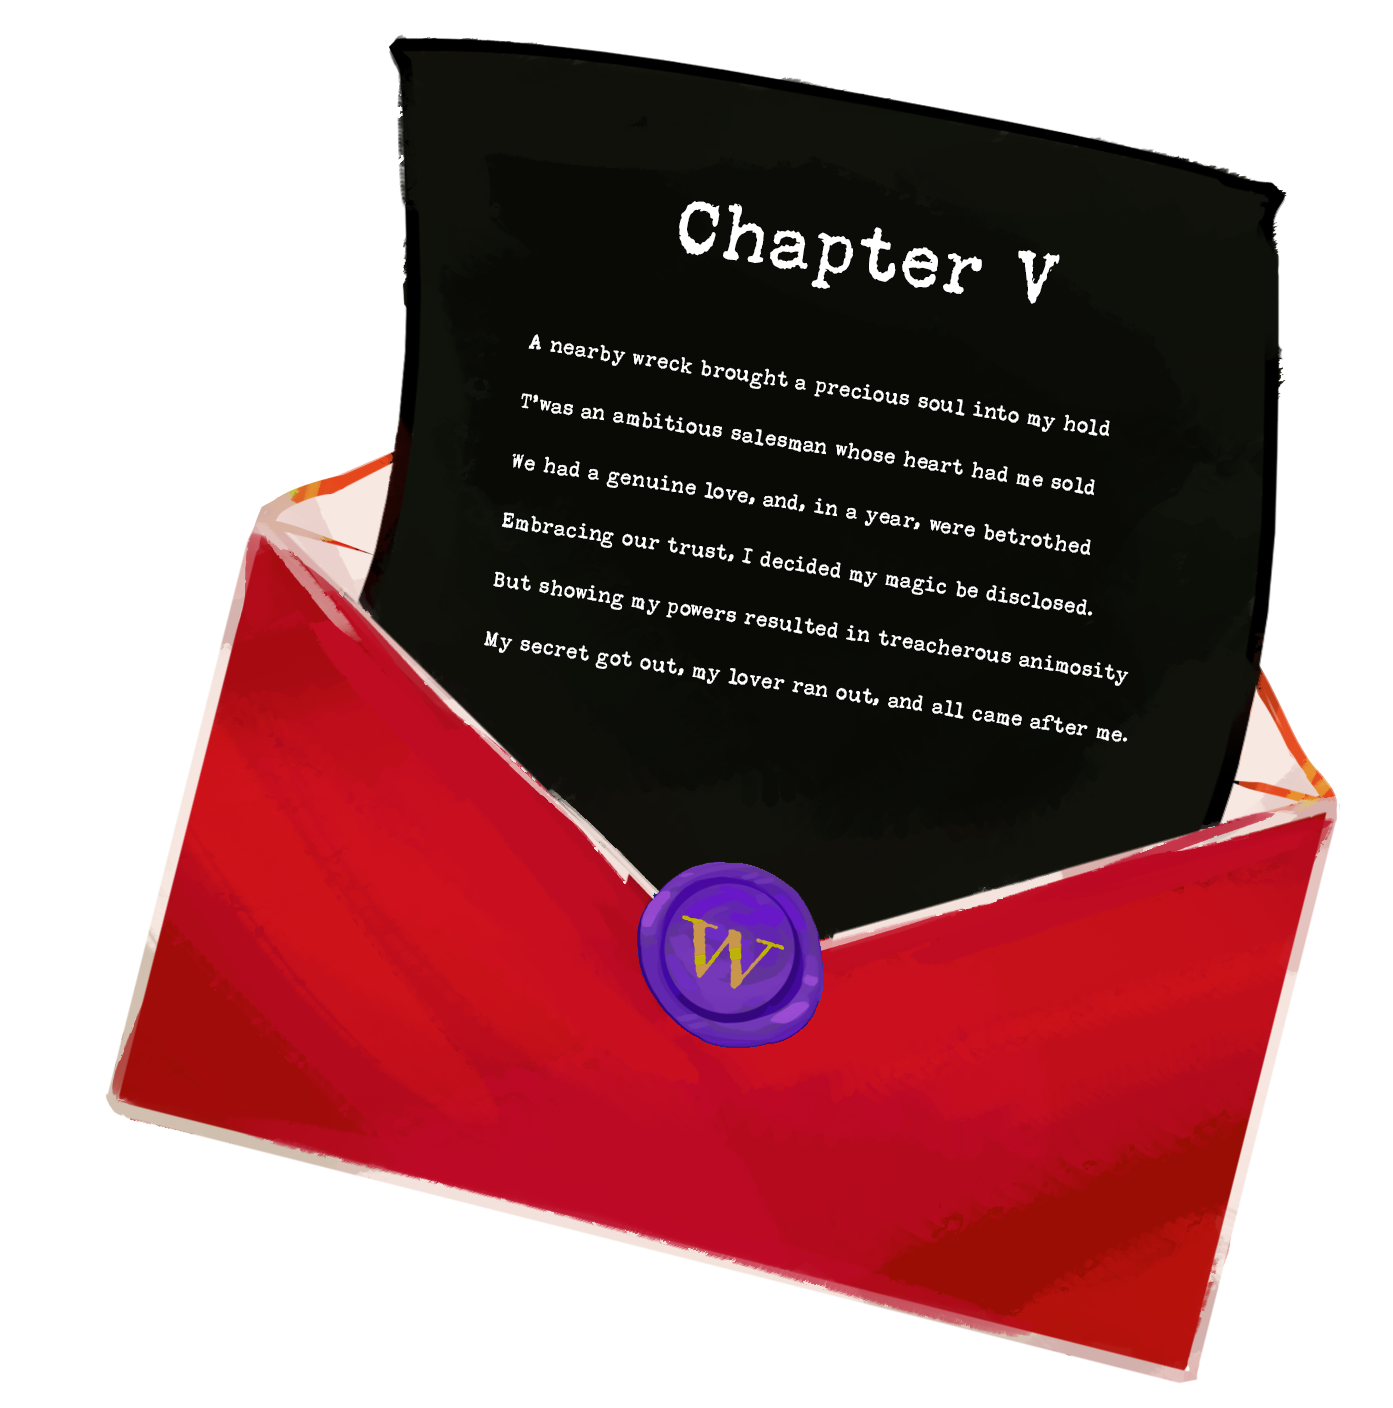 Chapter V
A nearby wreck brought a precious soul into my hold
T'was an ambitious salesman whose heart had me sold
We had a genuine love, and, in a year, were betrothed
Embracing our trust, I decided my magic be disclosed.
But showing my powers resulted in treacherous animosity
My secret got out, my lover ran out, and all came after me.
W